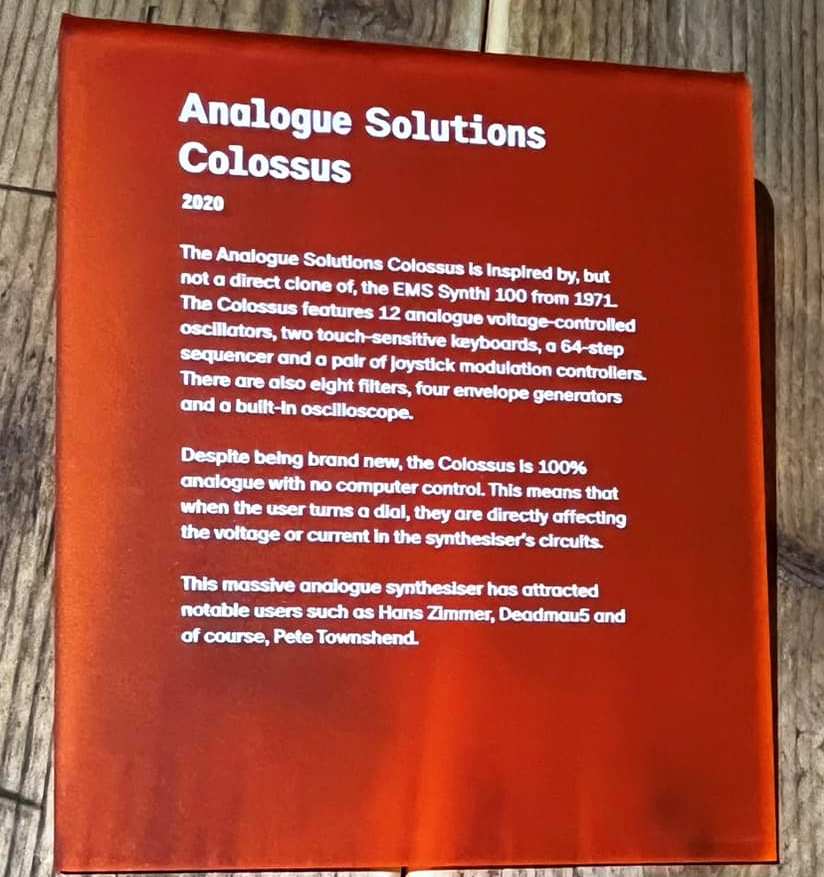 Analogue Solutions
Colossus
2020
The Analogue Solutions Colossus is inspired by, but
not a direct clone of, the EMS Synthi 100 from 1971.
The Colossus features 12 analogue voltage-controlled
oscillators, two touch-sensitive keyboards, a 64-step
sequencer and a pair of joystick modulation controllers.
There are also eight filters, four envelope generators
and a built-in oscilloscope.
Despite being brand new, the Colossus is 100%
analogue with no computer control. This means that
when the user turns a dial, they are directly affecting
the voltage or current in the synthesiser's circuits.
This massive analogue synthesiser has attracted
notable users such as Hans Zimmer, Deadmau5 and
of course, Pete Townshend.